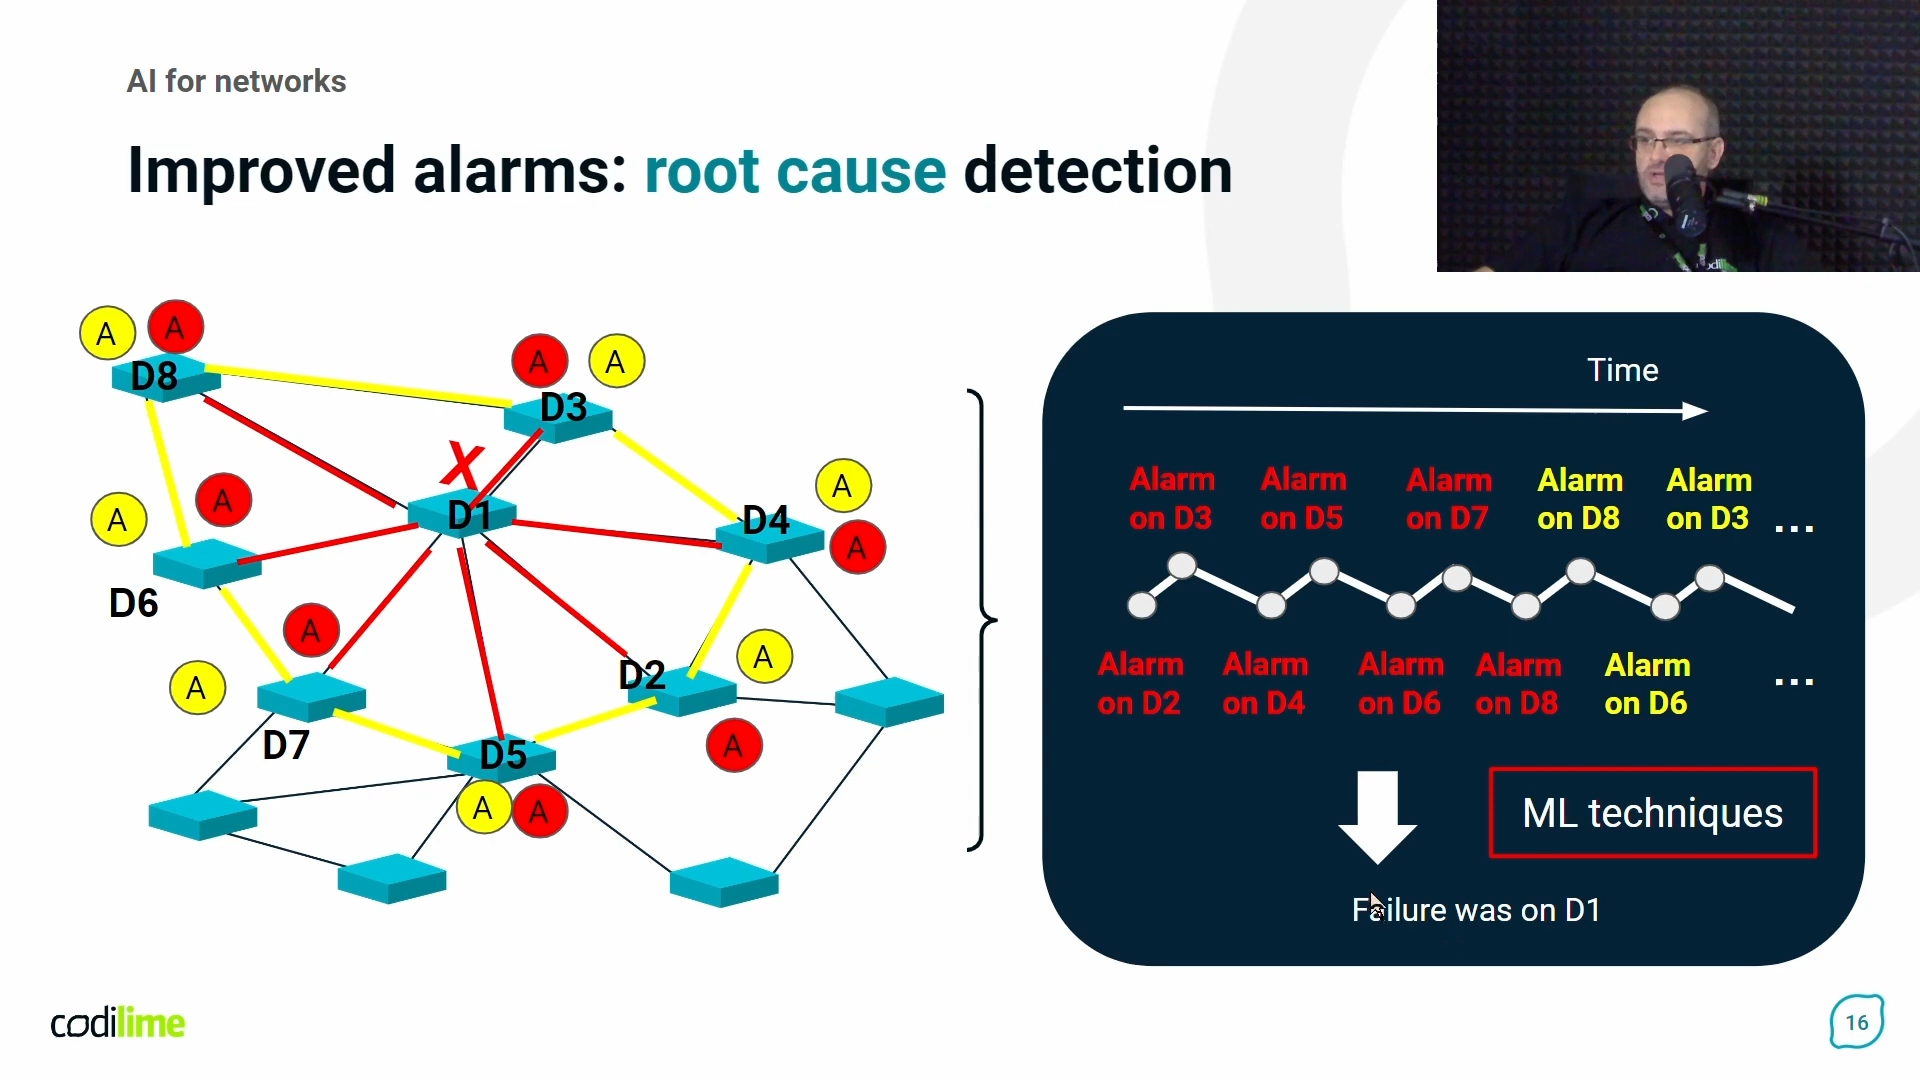 AI for networks
Improved alarms: root cause detection
A
A
D8
A
A
D3
X
D1
A
A
D4
A
A
D6
A
A
D7
D2
A
A
D5
A
A
Time
Alarm
on D3
Alarm
on D5
Alarm
on D7
Alarm
on D8
Alarm
on D3
...
Alarm
on D2
Alarm
on D4
Alarm
on D6
Alarm
on D8
Alarm
on D6
...
ML techniques
Failure was on D1
codilime
16